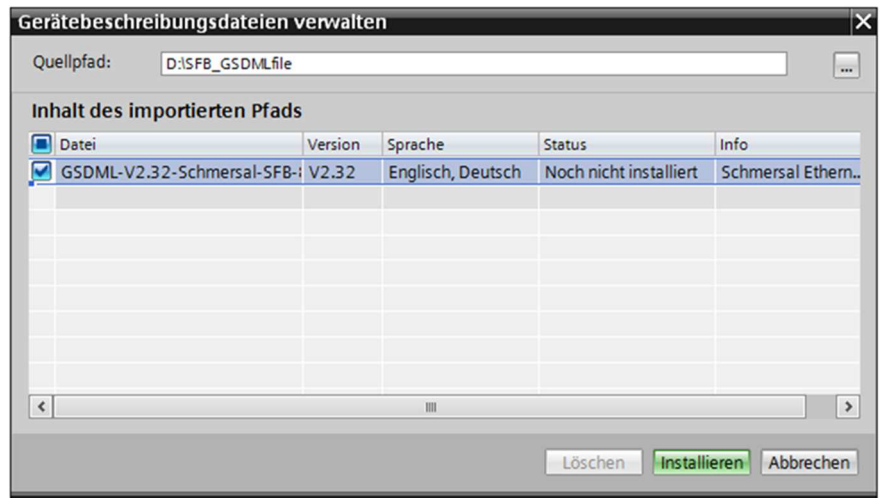 Gerätebeschreibungsdateien verwalten
Quellpfad: D:\SFB_GSDMLfile ...
Inhalt des importierten Pfads
Datei Version Sprache Status Info
GSDML-V2.32-Schmersal-SFB- V2.32 Englisch, Deutsch Noch nicht installiert Schmersal Ethern...
Löschen Installieren Abbrechen